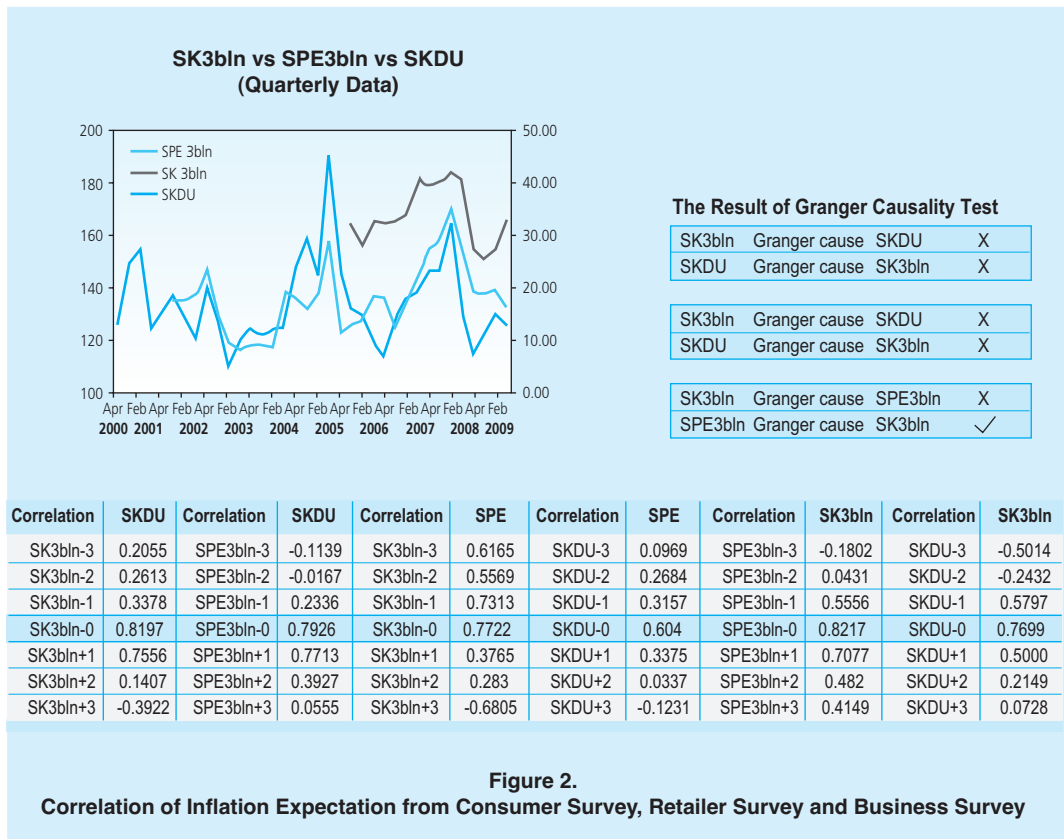 SK3bln vs SPE3bln vs SKDU
(Quarterly Data)
200 50.00
SPE 3bln
SK 3bln
180 40.00
SKDU
160 30.00
140 20.00
120 10.00
100 0.00
Apr Feb Apr Feb Apr Feb Apr Feb Apr Feb Apr Feb Apr Feb Apr Feb Apr Feb
2000 2001 2002 2003 2004 2005 2006 2007 2008 2009
The Result of Granger Causality Test
SK3bln Granger cause SKDU X
SKDU Granger cause SK3bln X
SK3bln Granger cause SKDU X
SKDU Granger cause SK3bln X
SK3bln Granger cause SPE3bln X
SPE3bln Granger cause SK3bln ✓
Correlation SKDU Correlation SKDU Correlation SPE Correlation SPE Correlation SK3bln Correlation SK3bln
SK3bln-3 0.2055 SPE3bln-3 -0.1139 SK3bln-3 0.6165 SKDU-3 0.0969 SPE3bln-3 -0.1802 SKDU-3 -0.5014
SK3bln-2 0.2613 SPE3bln-2 -0.0167 SK3bln-2 0.5569 SKDU-2 0.2684 SPE3bln-2 0.0431 SKDU-2 -0.2432
SK3bln-1 0.3378 SPE3bln-1 0.2336 SK3bln-1 0.7313 SKDU-1 0.3157 SPE3bln-1 0.5556 SKDU-1 0.5797
SK3bln-0 0.8197 SPE3bln-0 0.7926 SK3bln-0 0.7722 SKDU-0 0.604 SPE3bln-0 0.8217 SKDU-0 0.7699
SK3bln+1 0.7556 SPE3bln+1 0.7713 SK3bln+1 0.3765 SKDU+1 0.3375 SPE3bln+1 0.7077 SKDU+1 0.5000
SK3bln+2 0.1407 SPE3bln+2 0.3927 SK3bln+2 0.283 SKDU+2 0.0337 SPE3bln+2 0.482 SKDU+2 0.2149
SK3bln+3 -0.3922 SPE3bln+3 0.0555 SK3bln+3 -0.6805 SKDU+3 -0.1231 SPE3bln+3 0.4149 SKDU+3 0.0728
Figure 2.
Correlation of Inflation Expectation from Consumer Survey, Retailer Survey and Business Survey